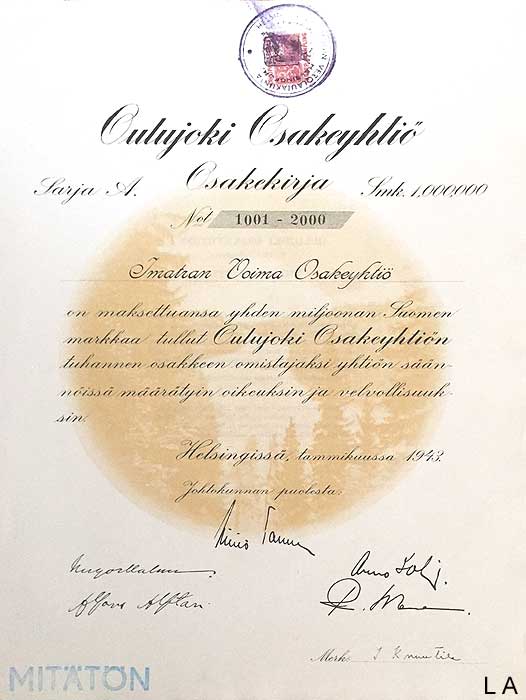 Oulujoki Osakeyhtiö
Osakekirja
Sarja A. Smk. 1,000,000
Not 1001 - 2000
Imatran Voima Osakeyhtiö
on maksettuansa yhden miljoonan Suomen
markkaa tullut Oulujoki Osakeyhtiön
tuhannen osakkeen omistajaksi yhtiön sään-
nöissä määrätyin oikeuksin ja velvollisuuk-
sin.
Helsingissä, tammikuussa 1943.
Johtokunnan puolesta:
Merk.
MITÄTÖN
LA